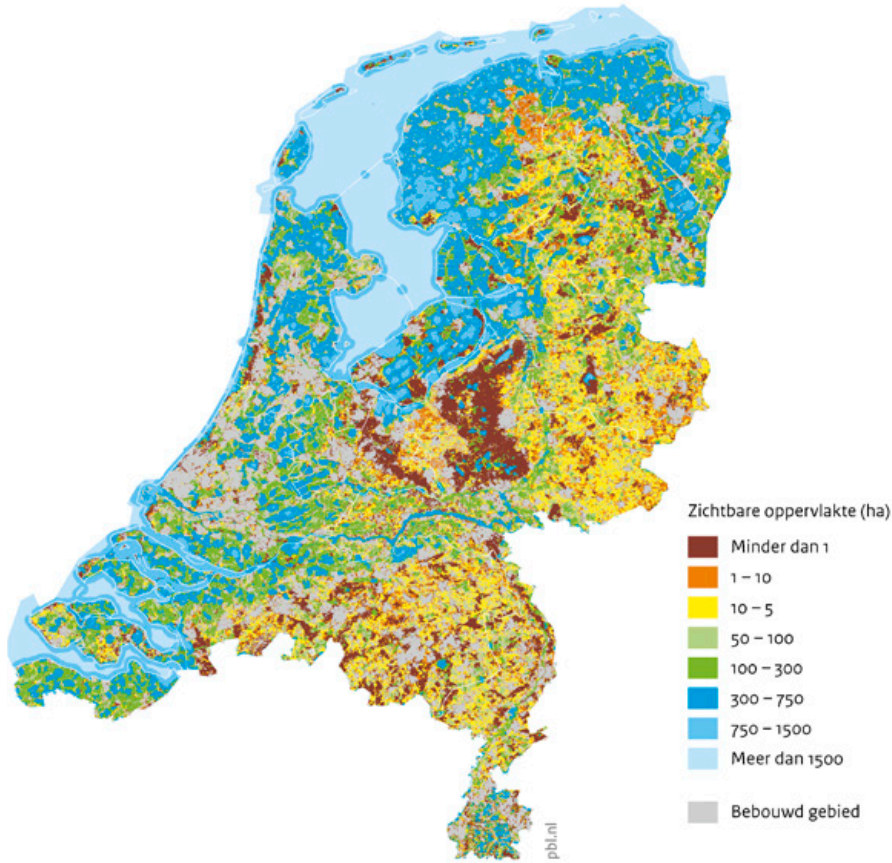 Zichtbare oppervlakte (ha)
Minder dan 1
1 – 10
10 – 5
50 – 100
100 – 300
300 – 750
750 – 1500
Meer dan 1500
Bebouwd gebied
pbl.nl